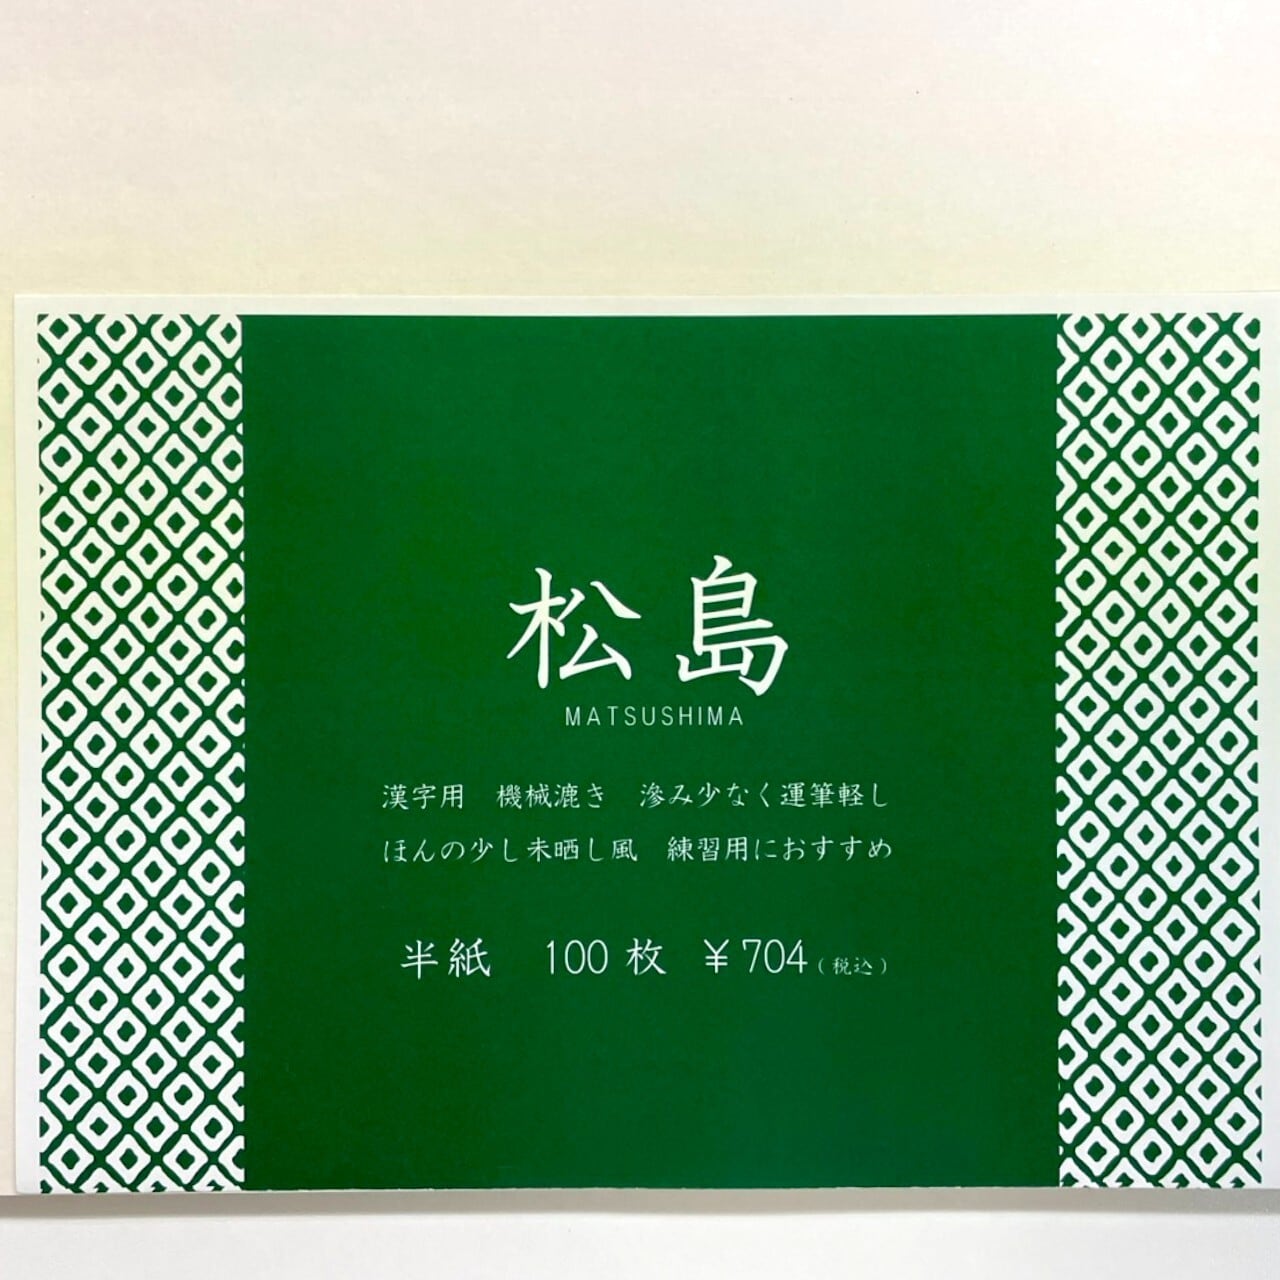 松島
MATSUSHIMA
漢字用　機械漉き　滲み少なく運筆軽し
ほんの少し未晒し風　練習用におすすめ
半紙　100枚　￥704（税込）